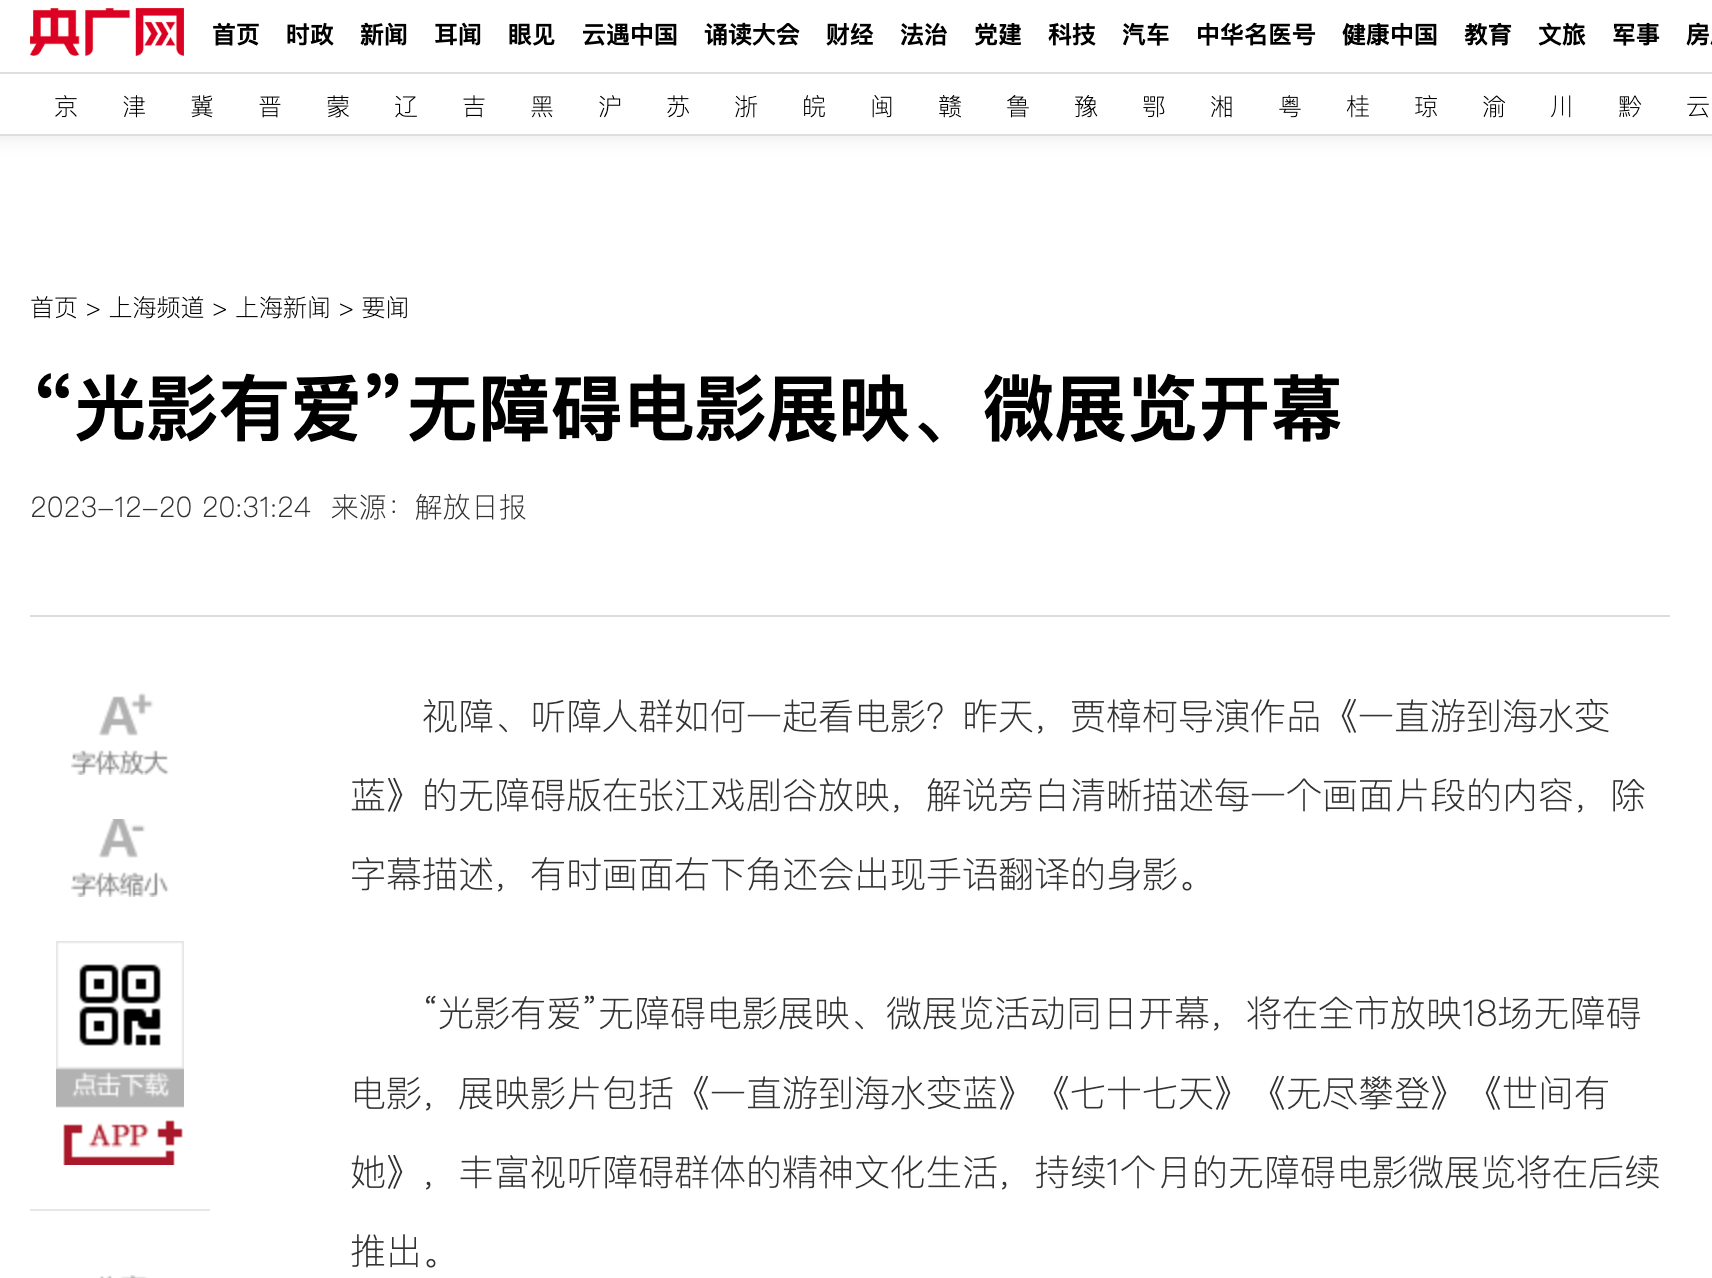 央广网 首页 时政 新闻 耳闻 眼见 云遇中国 诵读大会 财经 法治 党建 科技 汽车 中华名医号 健康中国 教育 文旅 军事
京 津 冀 晋 蒙 辽 吉 黑 沪 苏 浙 皖 闽 赣 鲁 豫 鄂 湘 粤 桂 琼 渝 川 黔 云
首页 > 上海频道 > 上海新闻 > 要闻
“光影有爱”无障碍电影展映、微展览开幕
2023-12-20 20:31:24 来源：解放日报
A+
字体放大
A-
字体缩小
点击下载
APP
视障、听障人群如何一起看电影？昨天，贾樟柯导演作品《一直游到海水变
蓝》的无障碍版在张江戏剧谷放映，解说旁白清晰描述每一个画面片段的内容，除
字幕描述，有时画面右下角还会出现手语翻译的身影。
“光影有爱”无障碍电影展映、微展览活动同日开幕，将在全市放映18场无障碍
电影，展映影片包括《一直游到海水变蓝》《七十七天》《无尽攀登》《世间有
她》，丰富视听障碍群体的精神文化生活，持续1个月的无障碍电影微展览将在后续
推出。